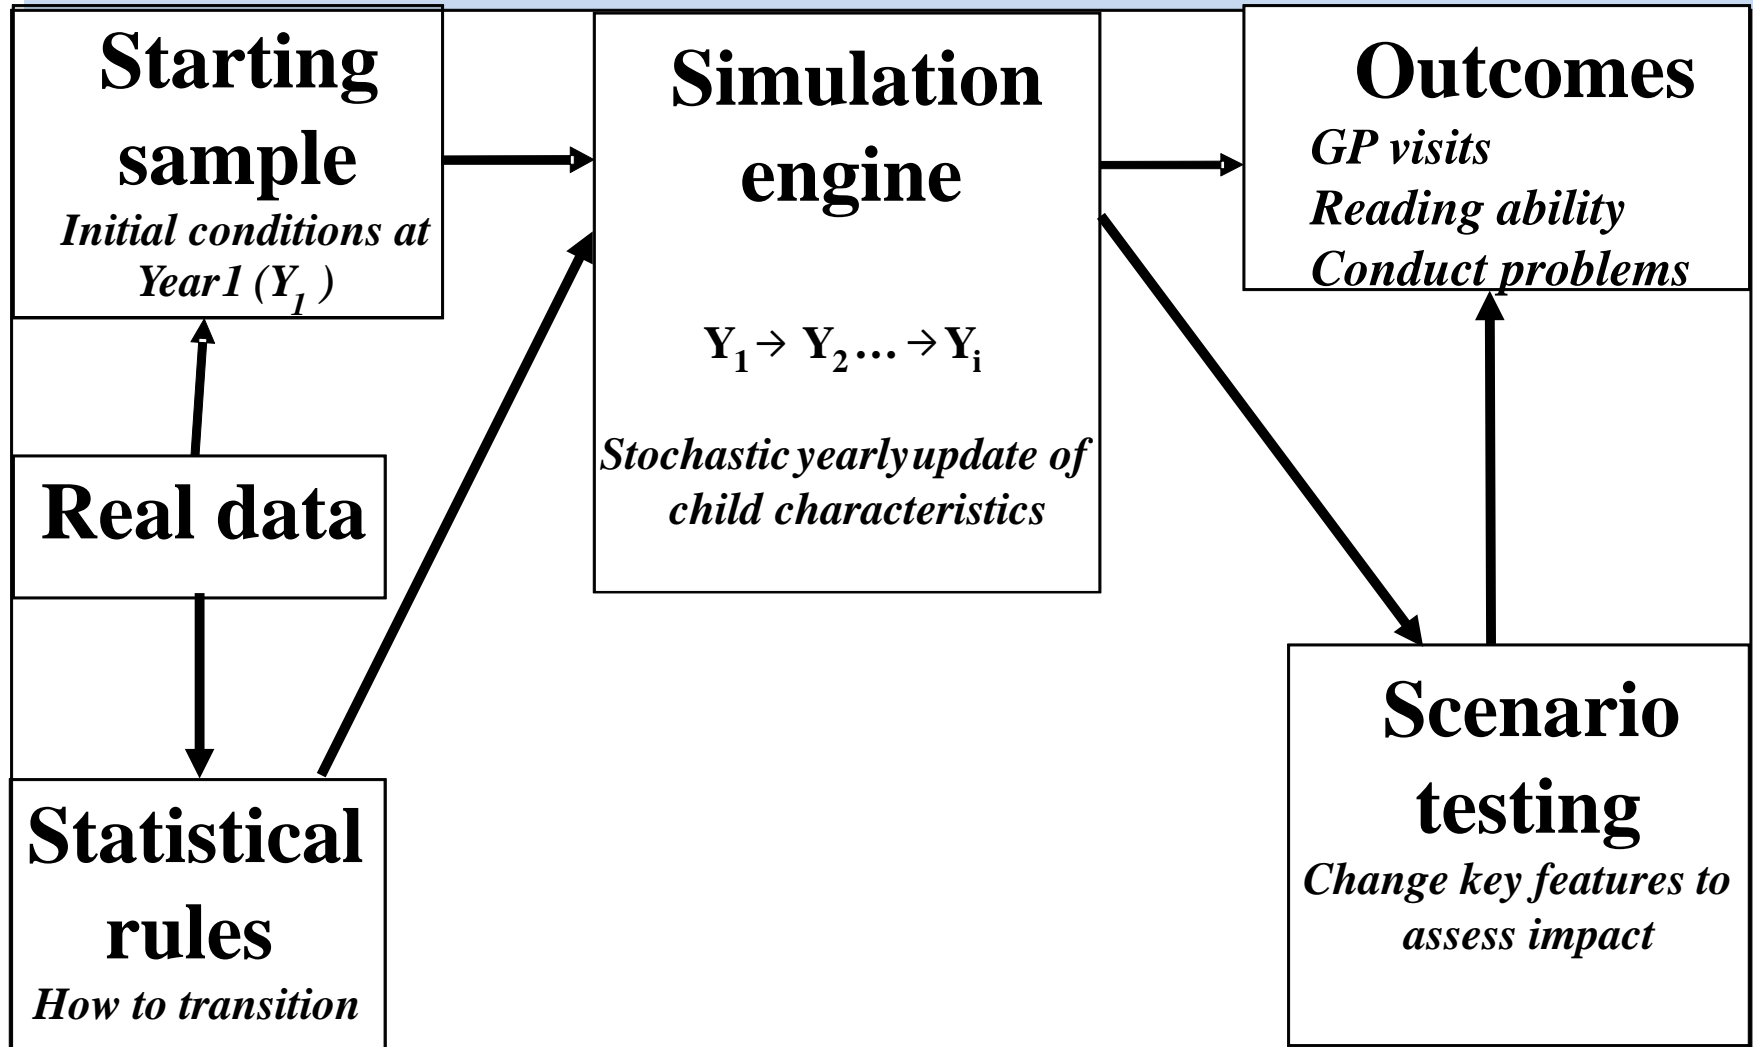 Starting
sample
Initial conditions at
Year1 (Y1 )
Real data
Statistical
rules
How to transition
Simulation
engine
Y1→ Y2… →Yi
Stochastic yearly update of
child characteristics
Outcomes
GP visits
Reading ability
Conduct problems
Scenario
testing
Change key features to
assess impact